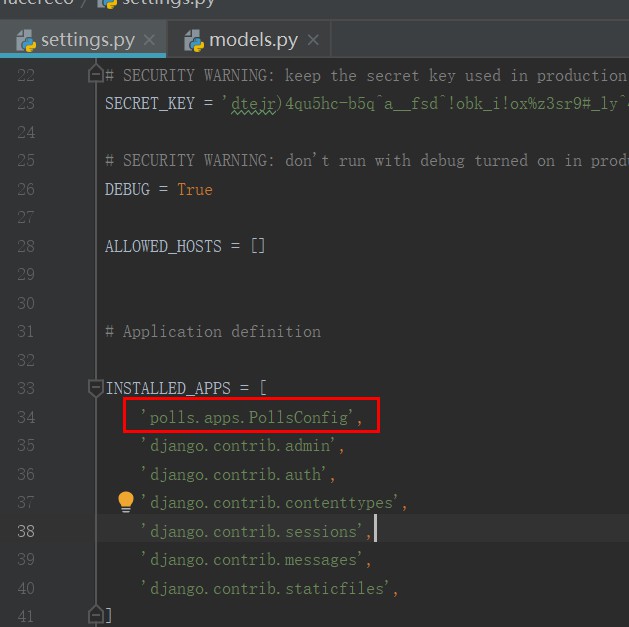 settings.py
settings.py models.py
22 # SECURITY WARNING: keep the secret key used in production
23 SECRET_KEY = 'dtejr)4qu5hc-b5q^a__fsd^!obk_i!ox%z3sr9#_ly^
24
25 # SECURITY WARNING: don't run with debug turned on in produ
26 DEBUG = True
27
28 ALLOWED_HOSTS = []
29
30
31 # Application definition
32
33 INSTALLED_APPS = [
34 'polls.apps.PollsConfig',
35 'django.contrib.admin',
36 'django.contrib.auth',
37 'django.contrib.contenttypes',
38 'django.contrib.sessions',
39 'django.contrib.messages',
40 'django.contrib.staticfiles',
41 ]